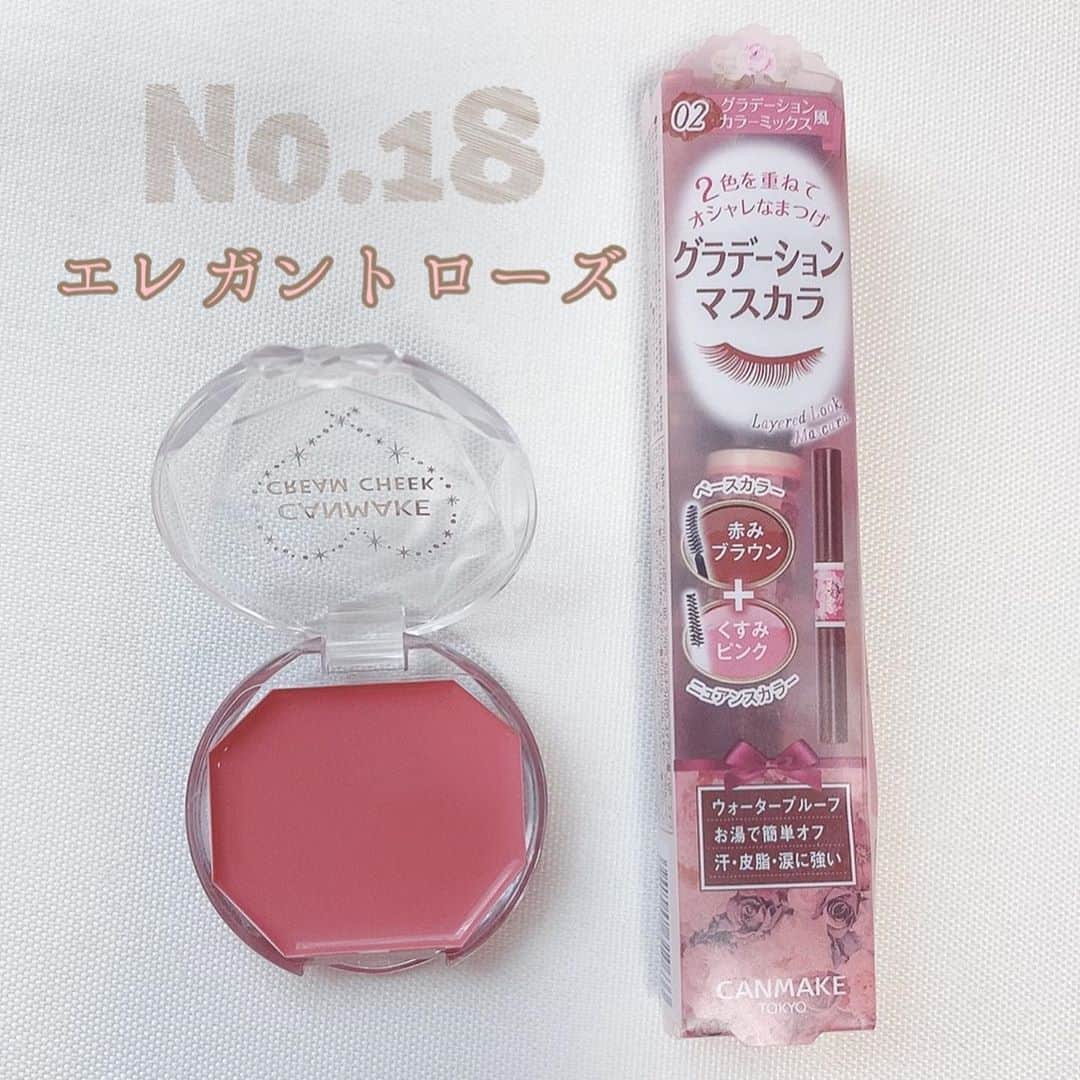 No.18
エレガントローズ
CANMAKE
CREAM CHEEK
02
グラデーション
カラーミックス風
2色を重ねて
オシャレなまつげ
グラデーション
マスカラ
Layered Look
Mascara
ベースカラー
赤み
ブラウン
+
くすみ
ピンク
ニュアンスカラー
ウォータープルーフ
お湯で簡単オフ
汗・皮脂・涙に強い
CANMAKE
TOKYO